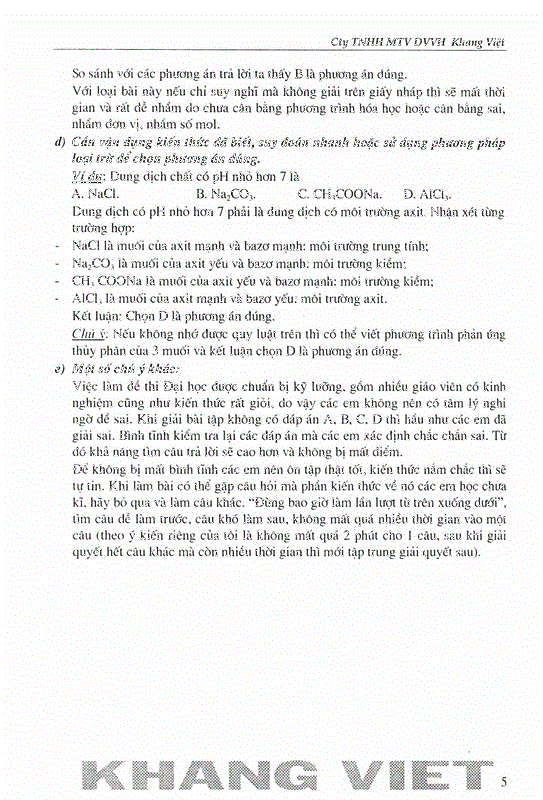 Cty TNHH MTV DVVH Khang Việt
So sánh với các phương án trả lời ta thấy B là phương án đúng.
Với loại bài này nếu chỉ suy nghĩ mà không giải trên giấy nháp thì sẽ mất thời
gian và rất dễ nhầm do chưa cân bằng phương trình hóa học hoặc cân bằng sai,
nhầm đơn vị, nhầm số mol.
d) Cần vận dụng kiến thức đã biết, suy đoán nhanh hoặc sử dụng phương pháp
loại trừ để chọn phương án đúng.
Ví dụ: Dung dịch chất có pH nhỏ hơn 7 là
A. NaCl. B. Na₂CO₃. C. CH₃COONa. D. AlCl₃.
Dung dịch có pH nhỏ hơn 7 phải là dung dịch có môi trường axit. Nhận xét từng
trường hợp:
- NaCl là muối của axit mạnh và bazơ mạnh: môi trường trung tính;
- Na₂CO₃ là muối của axit yếu và bazơ mạnh: môi trường kiềm;
- CH₃ COONa là muối của axit yếu và bazơ mạnh: môi trường kiềm;
- AlCl₃ là muối của axit mạnh và bazơ yếu: môi trường axit.
Kết luận: Chọn D là phương án đúng.
Chú ý: Nếu không nhớ được quy luật trên thì có thể viết phương trình phản ứng
thủy phân của 3 muối và kết luận chọn D là phương án đúng.
e) Một số chú ý khác:
Việc làm đề thi Đại học được chuẩn bị kỹ lưỡng, gồm nhiều giáo viên có kinh
nghiệm cũng như kiến thức rất giỏi, do vậy các em không nên có tâm lý nghi
ngờ đề sai. Khi giải bài tập không có đáp án A, B, C, D thì hầu như các em đã
giải sai. Bình tĩnh kiểm tra lại các đáp án mà các em xác định chắc chắn sai. Từ
đó khả năng tìm câu trả lời sẽ cao hơn và không bị mất điểm.
Để không bị mất bình tĩnh các em nên ôn tập thật tốt, kiến thức nắm chắc thì sẽ
tự tin. Khi làm bài có thể gặp câu hỏi mà phần kiến thức về nó các em học chưa
kĩ, hãy bỏ qua và làm câu khác. "Đừng bao giờ làm lần lượt từ trên xuống dưới",
tìm câu dễ làm trước, câu khó làm sau, không mất quá nhiều thời gian vào một
câu (theo ý kiến riêng của tôi là không mất quá 2 phút cho 1 câu, sau khi giải
quyết hết câu khác mà còn nhiều thời gian thì mới tập trung giải quyết sau).
KHANG VIET
5